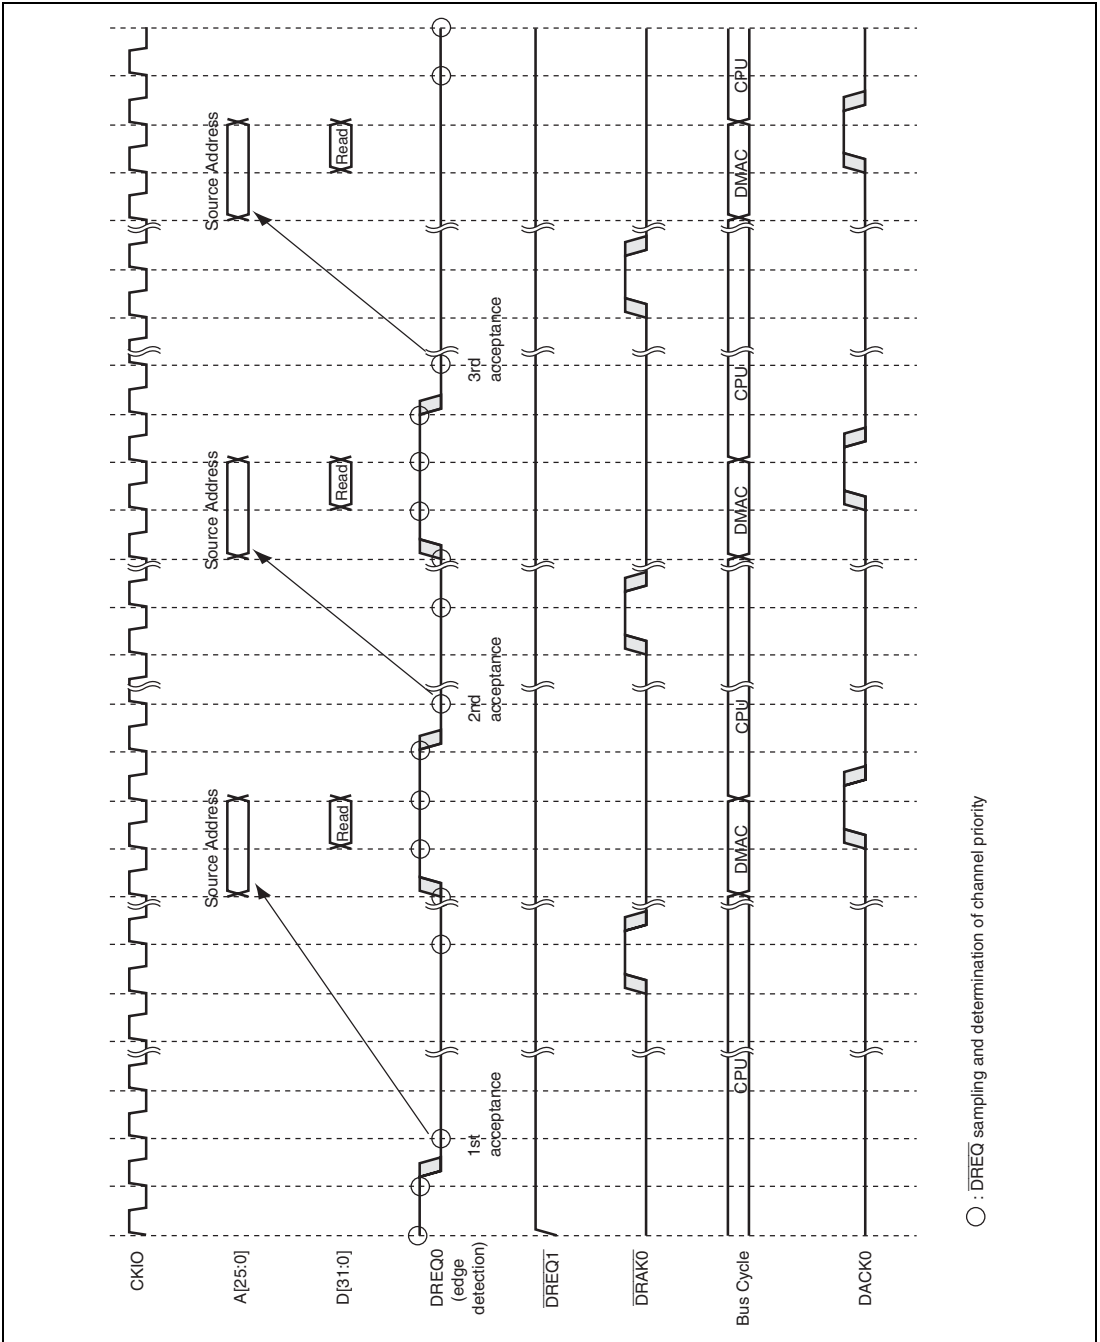 CKIO
A[25:0]
Source Address
Source Address
Source Address
D[31:0]
Read
Read
Read
DREQ0
(edge
detection)
1st
acceptance
2nd
acceptance
3rd
acceptance
DREQ1
DRAK0
Bus Cycle
CPU
DMAC
CPU
DMAC
CPU
DMAC
CPU
DACK0
: DREQ sampling and determination of channel priority